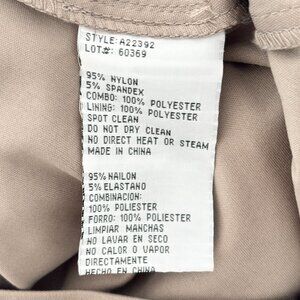 STYLE: A22392
LOT#: 60369
95% NYLON
5% SPANDEX
COMBO: 100% POLYESTER
LINING: 100% POLYESTER
SPOT CLEAN
DO NOT DRY CLEAN
NO DIRECT HEAT OR STEAM
MADE IN CHINA
95% NAILON
5% ELASTANO
COMBINACION:
100% POLIESTER
FORRO: 100% POLIESTER
LIMPIAR MANCHAS
NO LAVAR EN SECO
NO CALOR O VAPOR
DIRECTAMENTE
HECHO EN CHINA